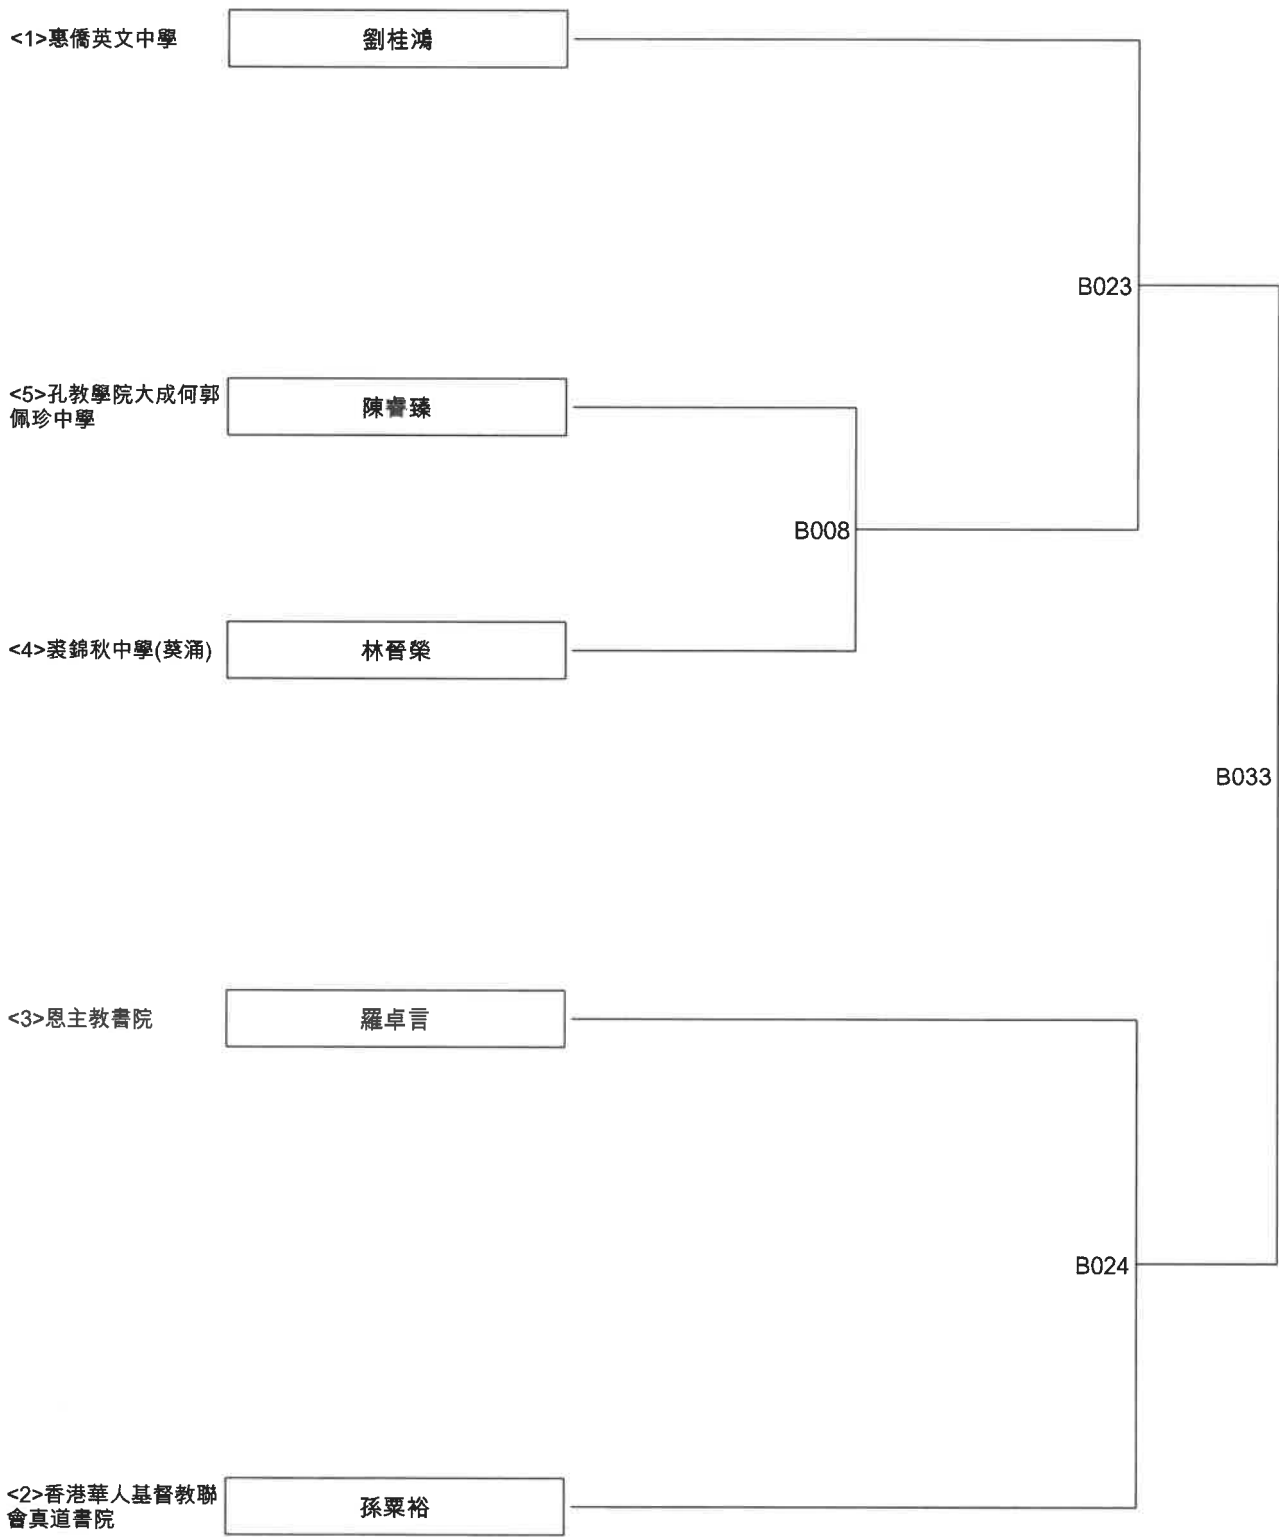 <1>惠僑英文中學
劉桂鴻
B023
<5>孔教學院大成何郭
佩珍中學
陳睿臻
B008
<4>裘錦秋中學(葵涌)
林晉榮
B033
<3>恩主教書院
羅卓言
B024
<2>香港華人基督教聯
會真道書院
孫粟裕